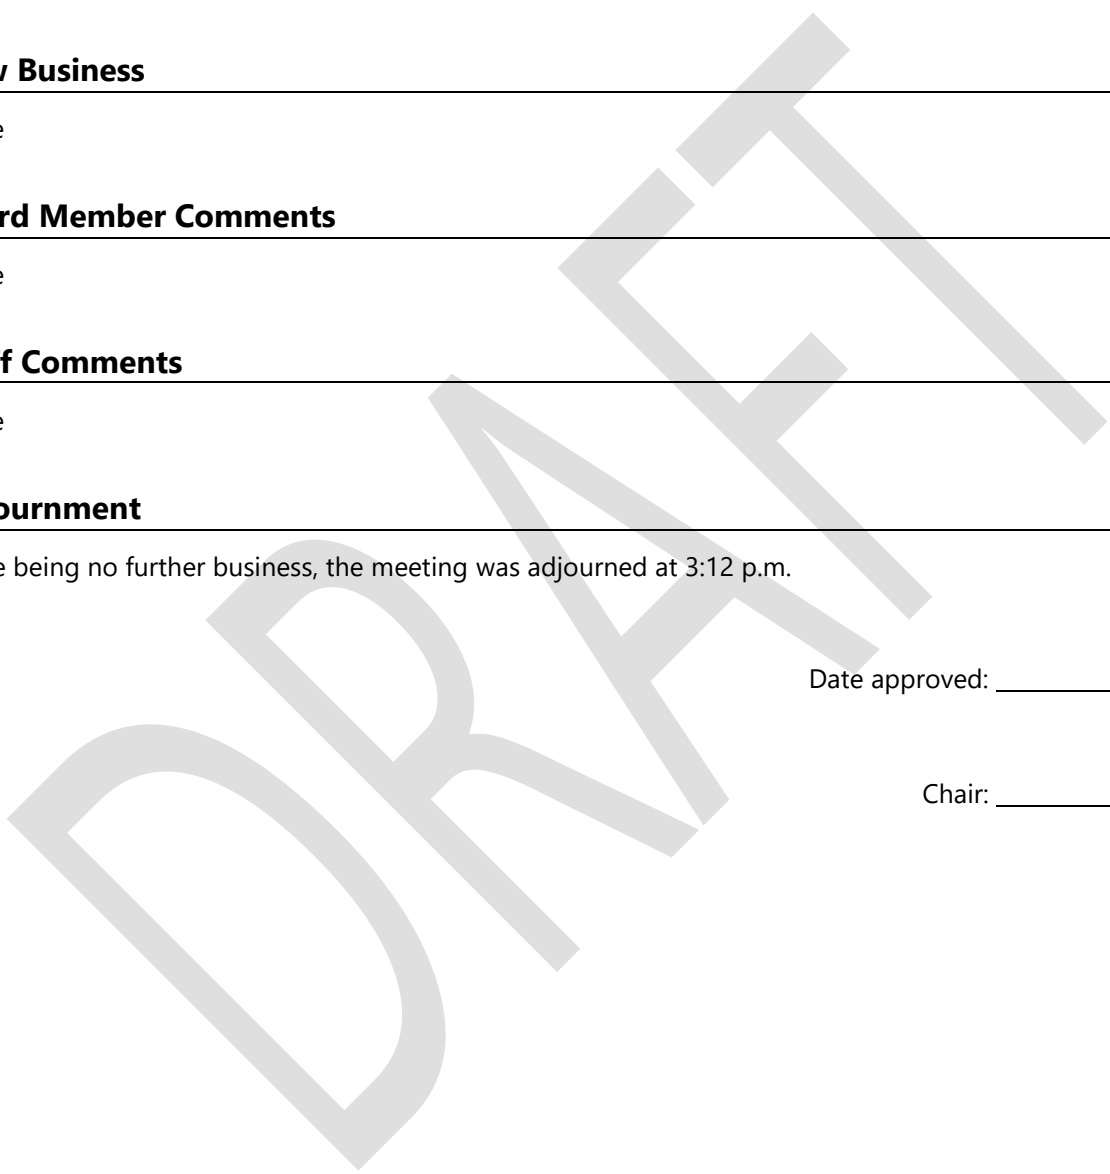 Business
e
rd Member Comments
e
f Comments
e
ournment
e being no further business, the meeting was adjourned at 3:12 p.m.
Date approved:
Chair:
DRAFT